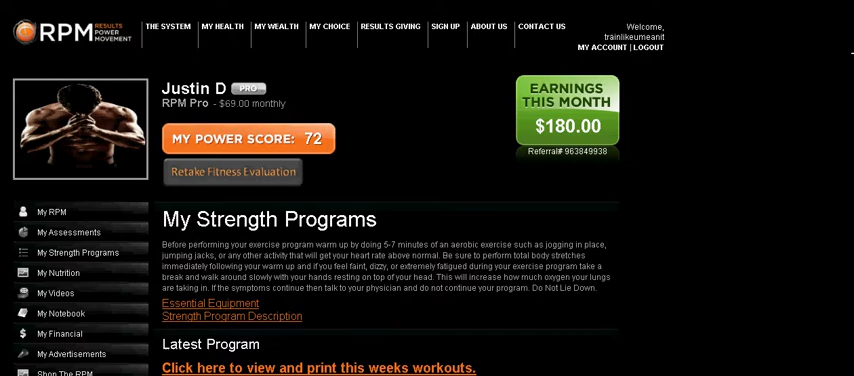 RPM RESULTS POWER MOVEMENT
THE SYSTEM MY HEALTH MY WEALTH MY CHOICE RESULTS GIVING SIGN UP ABOUT US CONTACT US
Welcome,
trainlikeumeanit
MY ACCOUNT | LOGOUT
Justin D PRO
RPM Pro - $69.00 monthly
MY POWER SCORE: 72
Retake Fitness Evaluation
EARNINGS
THIS MONTH
$180.00
Referral# 963849938
My RPM
My Assessments
My Strength Programs
My Nutrition
My Videos
My Notebook
My Financial
My Advertisements
Shop The RPM
My Strength Programs
Before performing your exercise program warm up by doing 5-7 minutes of an aerobic exercise such as jogging in place,
jumping jacks, or any other activity that will get your heart rate above normal. Be sure to perform total body stretches
immediately following your warm up and if you feel faint, dizzy, or extremely fatigued during your exercise program take a
break and walk around slowly with your hands resting on top of your head. This will increase how much oxygen your lungs
are taking in. If the symptoms continue then talk to your physician and do not continue your program. Do Not Lie Down.
Essential Equipment
Strength Program Description
Latest Program
Click here to view and print this weeks workouts.